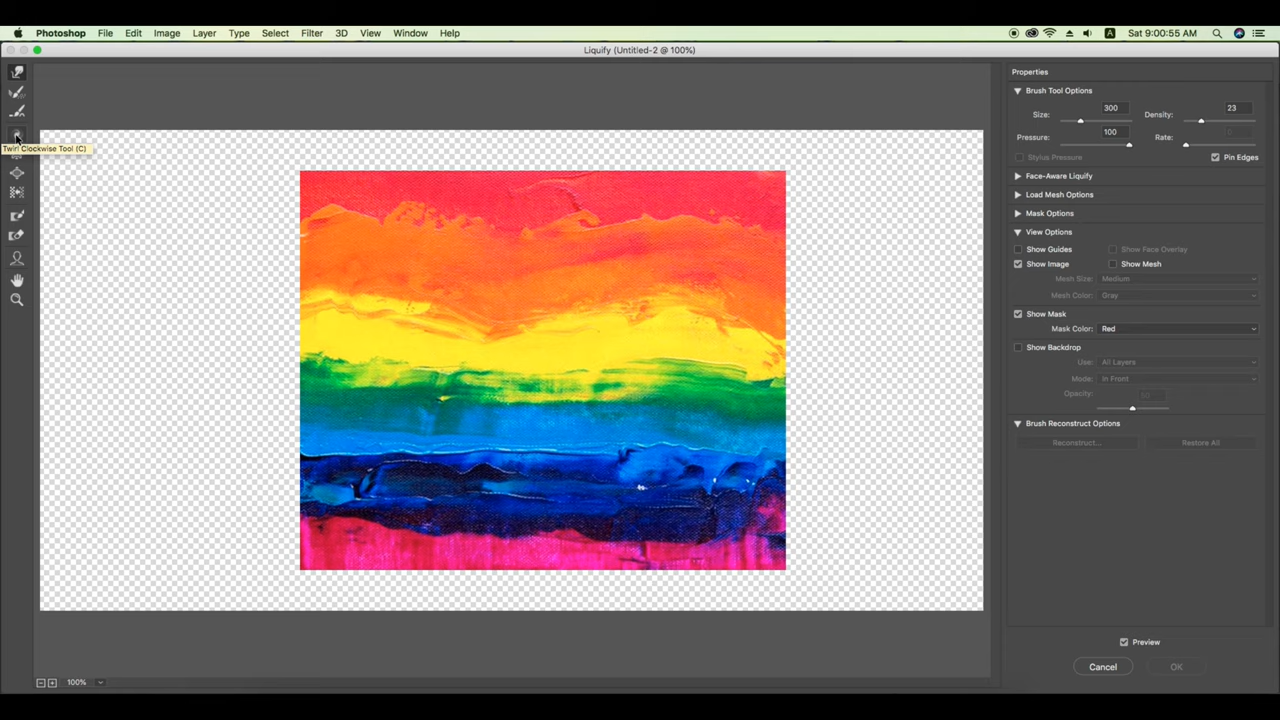 Photoshop File Edit Image Layer Type Select Filter 3D View Window Help A Sat 9:00:55 AM
Liquify (Untitled-2 @ 100%)
Twirl Clockwise Tool (C)
Properties
Brush Tool Options
Size: 300 Density: 23
Pressure: 100 Rate: 0
Stylus Pressure Pin Edges
Face-Aware Liquify
Load Mesh Options
Mask Options
View Options
Show Guides Show Face Overlay
Show Image Show Mesh
Mesh Size: Medium
Mesh Color: Gray
Show Mask
Mask Color: Red
Show Backdrop
Use: All Layers
Mode: In Front
Opacity: 50
Brush Reconstruct Options
Reconstruct... Restore All
Preview
Cancel OK
100%